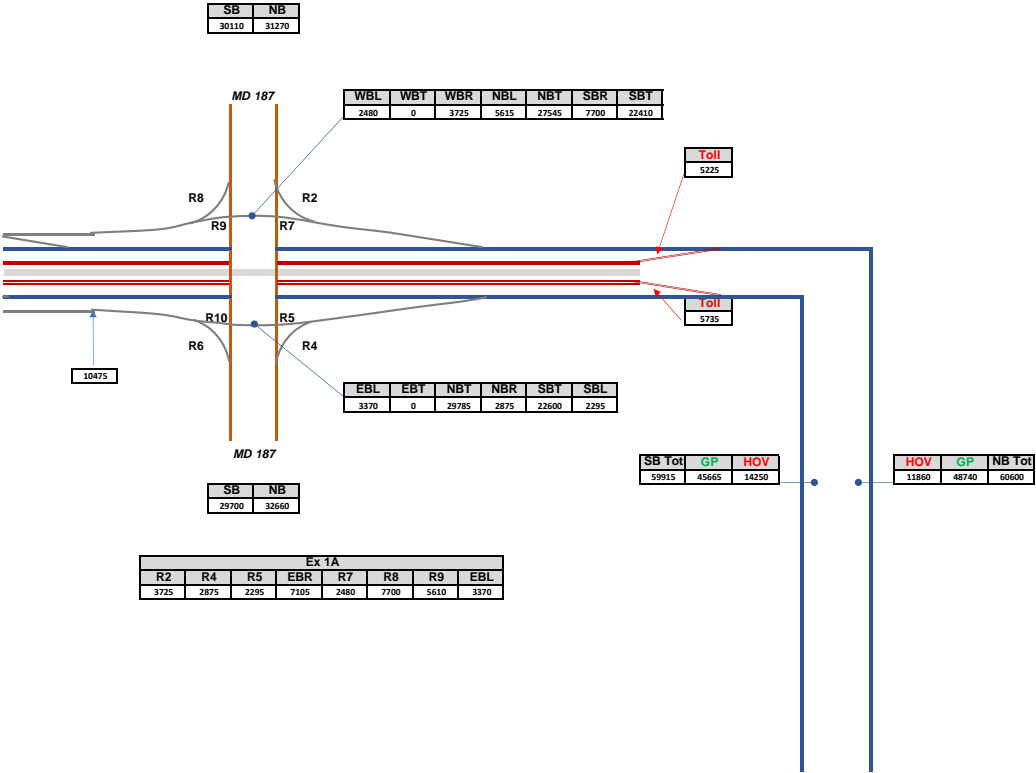 SB NB
30110 31270
MD 187
WBL WBT WBR NBL NBT SBR SBT
2480 0 3725 5615 27545 7700 22410
Toll
5225
R8 R2
R9 R7
R10 R5
R6 R4
Toll
5735
10475
EBL EBT NBT NBR SBT SBL
3370 0 29785 2875 22600 2295
MD 187
SB Tot GP HOV
59915 45665 14250
HOV GP NB Tot
11860 48740 60600
SB NB
29700 32660
Ex 1A
R2 R4 R5 EBR R7 R8 R9 EBL
3725 2875 2295 7105 2480 7700 5610 3370